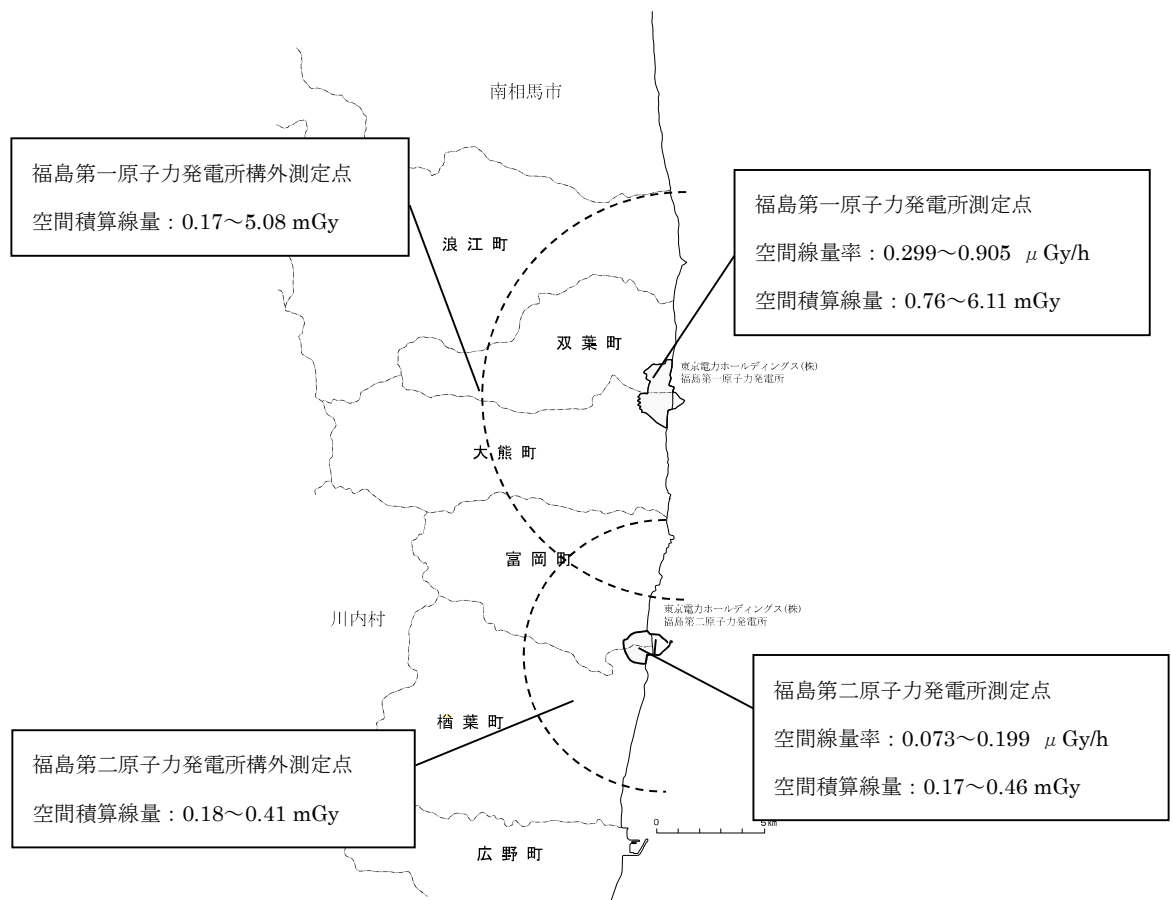 南相馬市
福島第一原子力発電所構外測定点
空間積算線量：0.17～5.08 mGy
福島第一原子力発電所測定点
空間線量率：0.299～0.905 μGy/h
空間積算線量：0.76～6.11 mGy
浪江町
双葉町
東京電力ホールディングス(株)
福島第一原子力発電所
大熊町
富岡町
川内村
東京電力ホールディングス(株)
福島第二原子力発電所
福島第二原子力発電所測定点
空間線量率：0.073～0.199 μGy/h
空間積算線量：0.17～0.46 mGy
楢葉町
福島第二原子力発電所構外測定点
空間積算線量：0.18～0.41 mGy
0 5km
広野町